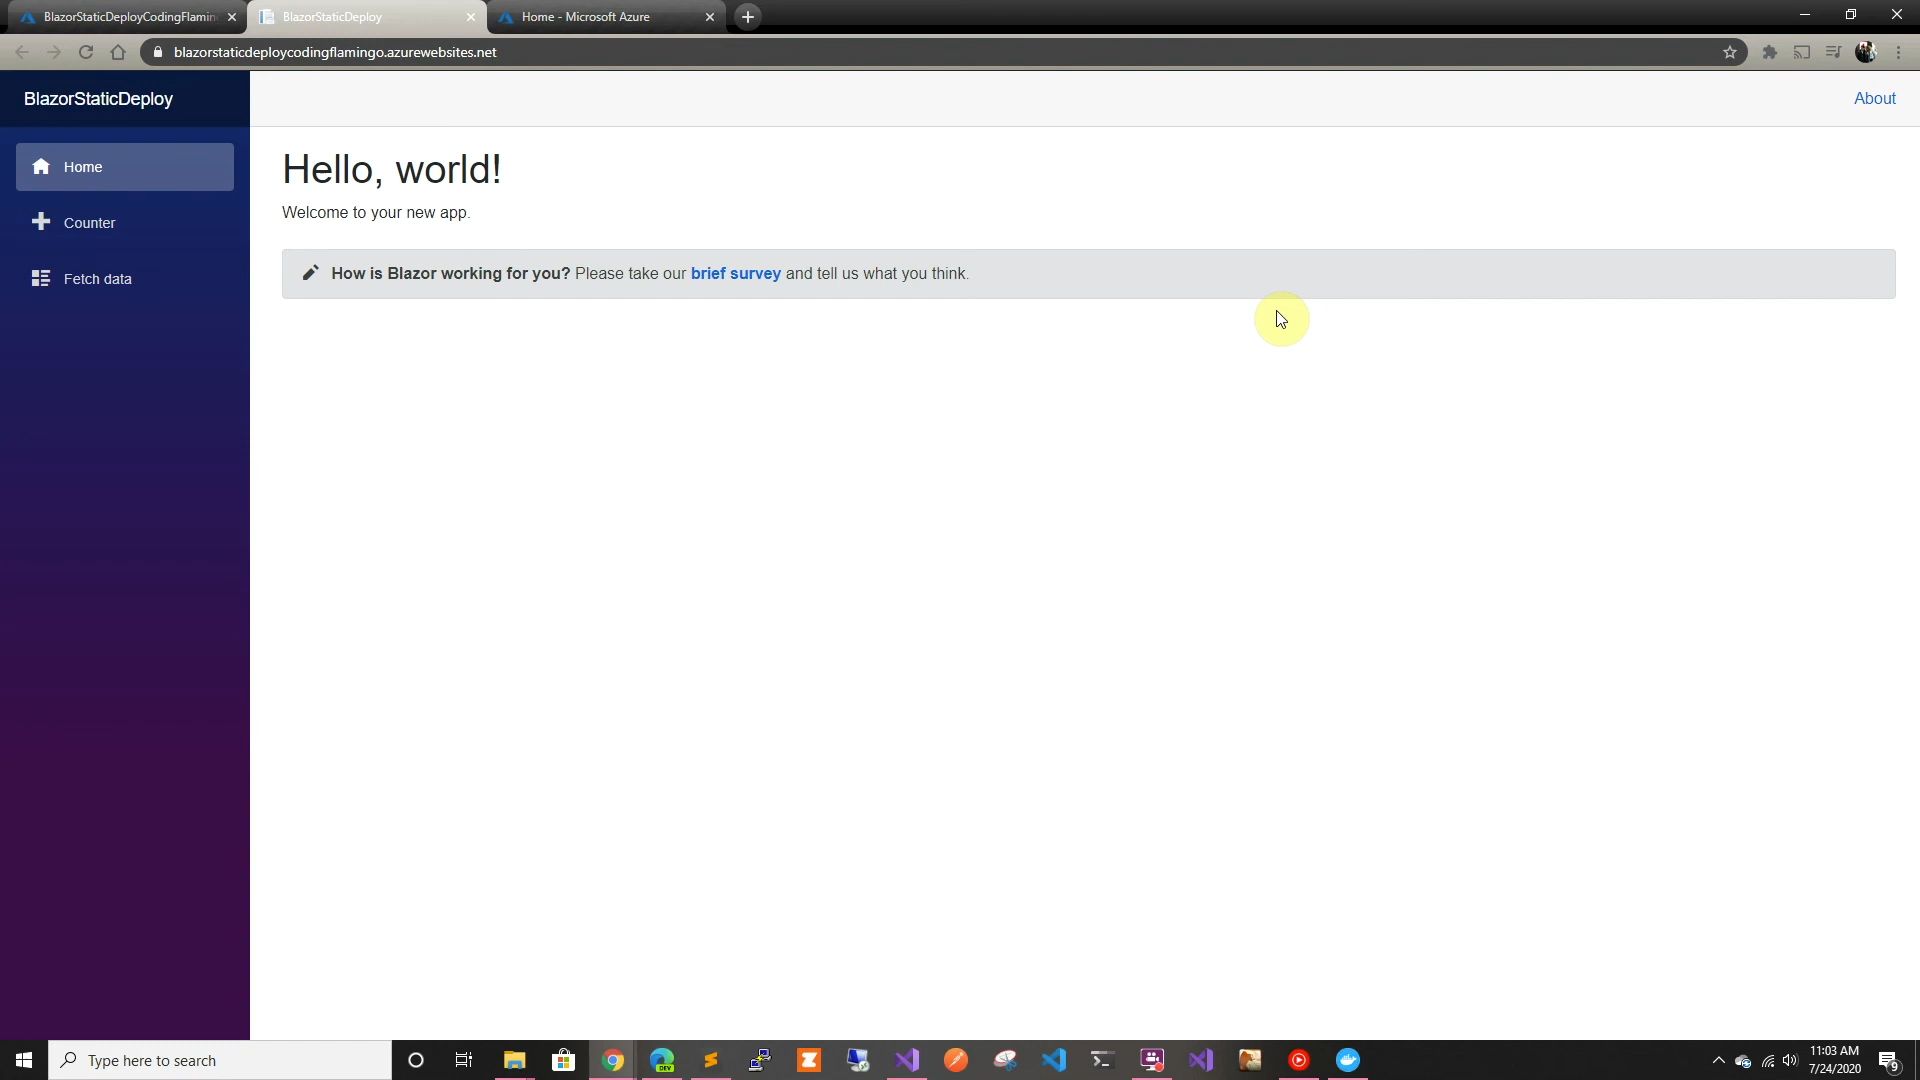 BlazorStaticDeployCodingFlamin
BlazorStaticDeploy
Home - Microsoft Azure
blazorstaticdeploycodingflamingo.azurewebsites.net
BlazorStaticDeploy
About
Home
Counter
Fetch data
Hello, world!
Welcome to your new app.
How is Blazor working for you? Please take our brief survey and tell us what you think.
Type here to search
DEV
11:03 AM
7/24/2020
9